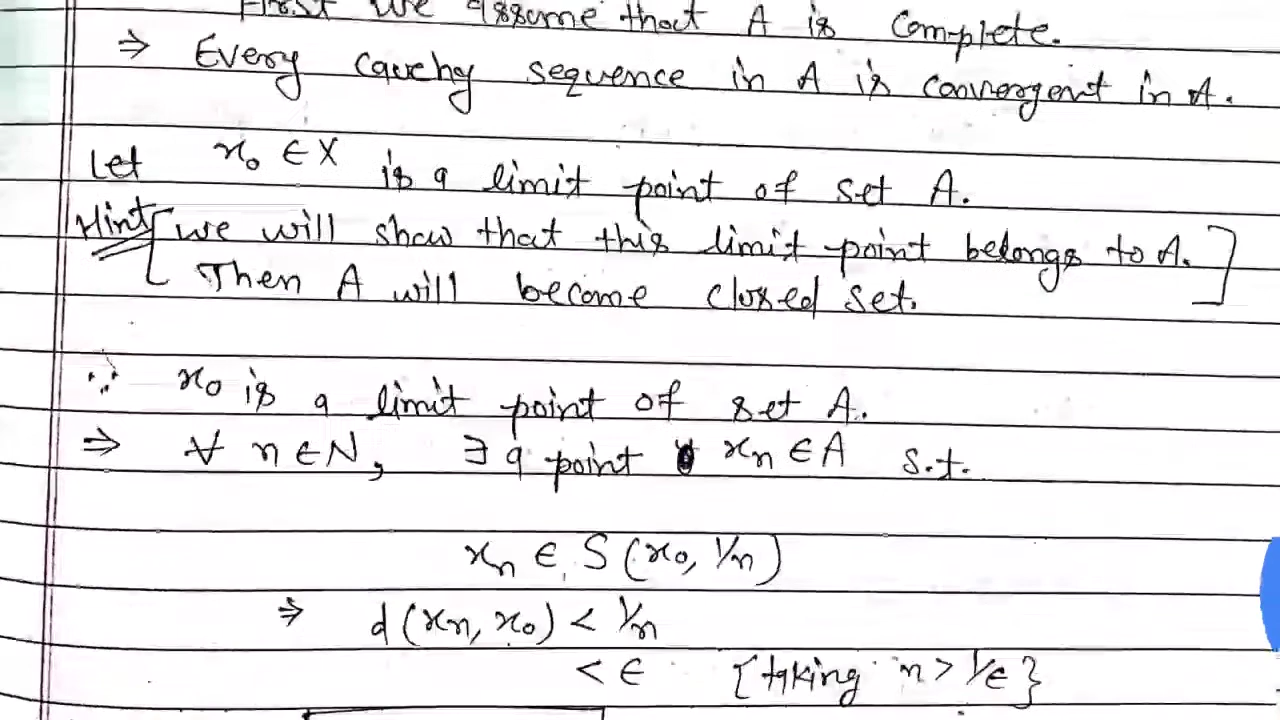 First we assume that A is complete.
⇒ Every cauchy sequence in A is convergent in A.
Let x₀ ∈ X is a limit point of set A.
Hint [we will show that this limit point belongs to A.]
Then A will become closed set.
∵ x₀ is a limit point of set A.
⇒ ∀ n ∈ N, ∃ a point xₙ ∈ A s.t.
xₙ ∈ S (x₀, 1/n)
⇒ d (xₙ, x₀) < 1/n
< ϵ [taking n > 1/ϵ}